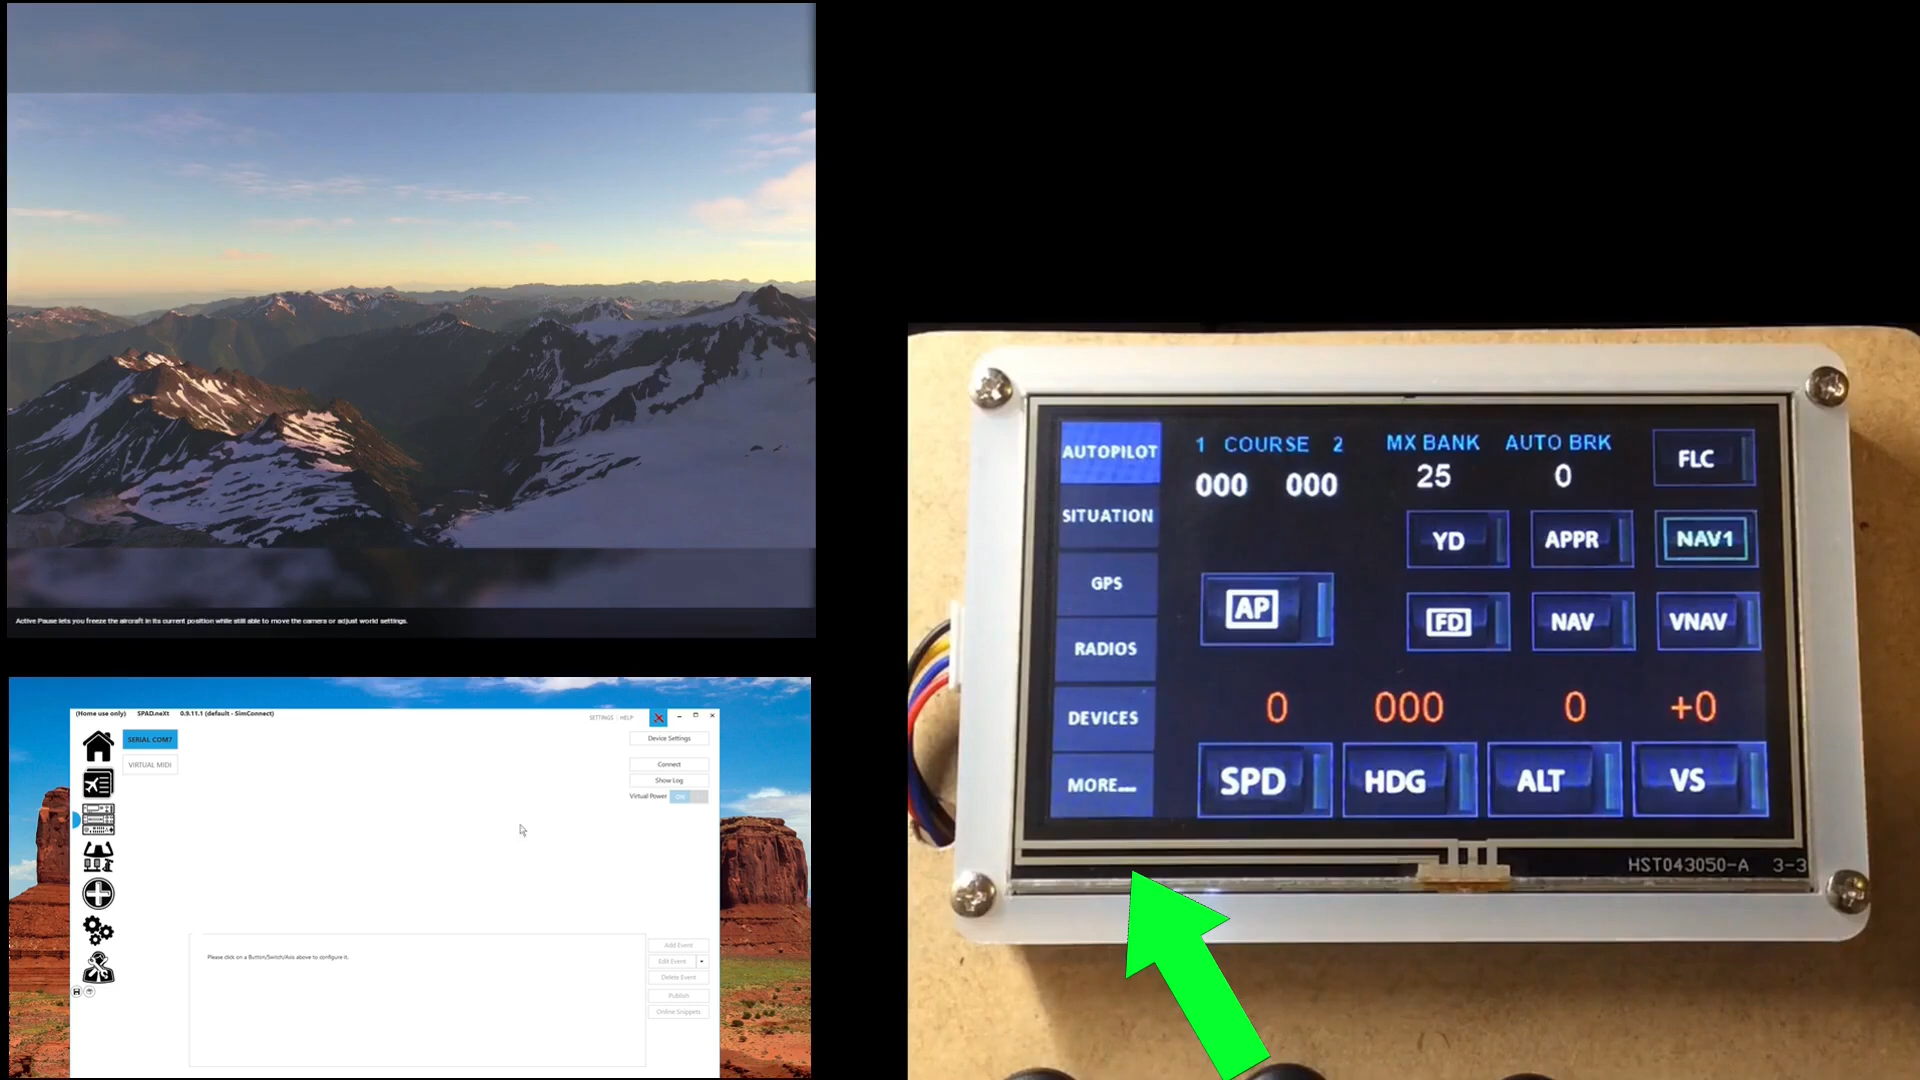 Active Pause lets you freeze the aircraft in its current position while still able to move the camera or adjust world settings.
(Home use only) SPAD.neXt 0.9.11.1 (default - SimConnect)
SETTINGS HELP
SERIAL COM7
VIRTUAL MIDI
Device Settings
Connect
Show Log
Virtual Power ON
Please click on a Button/Switch/Axis above to configure it.
Add Event
Edit Event
Delete Event
Publish
Online Snippets
AUTOPILOT
SITUATION
GPS
RADIOS
DEVICES
MORE...
1 COURSE 2 MX BANK AUTO BRK
000 000 25 0
FLC
YD APPR NAV1
AP FD NAV VNAV
0 000 0 +0
SPD HDG ALT VS
HST043050-A 3-3